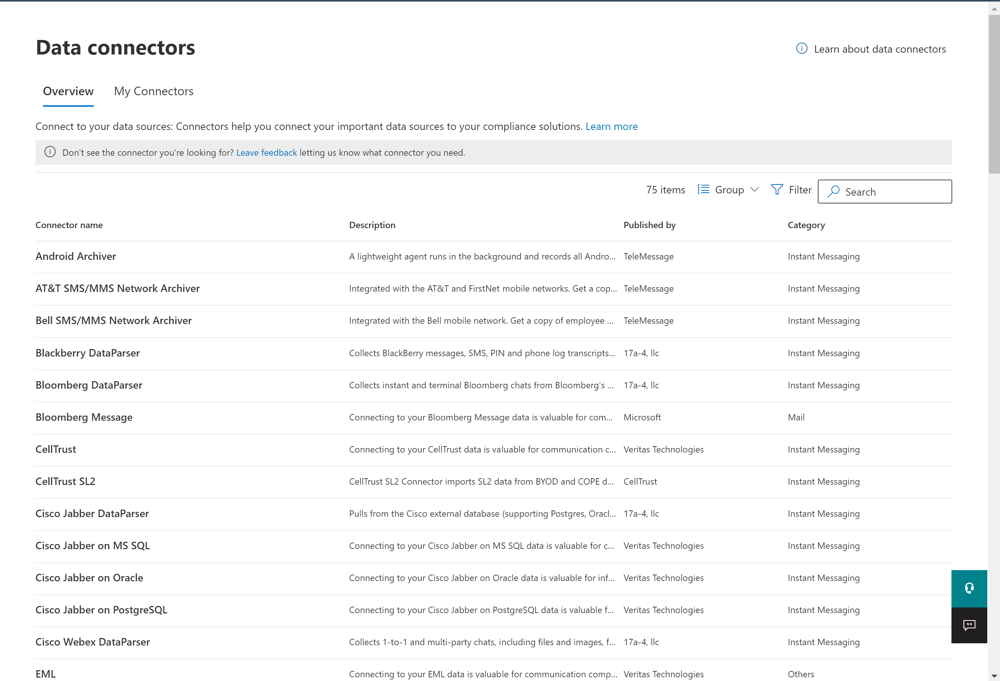 Data connectors
Learn about data connectors
Overview My Connectors
Connect to your data sources: Connectors help you connect your important data sources to your compliance solutions. Learn more
Don't see the connector you're looking for? Leave feedback letting us know what connector you need.
75 items Group Filter Search
Connector name Description Published by Category
Android Archiver A lightweight agent runs in the background and records all Andro... TeleMessage Instant Messaging
AT&T SMS/MMS Network Archiver Integrated with the AT&T and FirstNet mobile networks. Get a cop... TeleMessage Instant Messaging
Bell SMS/MMS Network Archiver Integrated with the Bell mobile network. Get a copy of employee ... TeleMessage Instant Messaging
Blackberry DataParser Collects BlackBerry messages, SMS, PIN and phone log transcripts... 17a-4, llc Instant Messaging
Bloomberg DataParser Collects instant and terminal Bloomberg chats from Bloomberg’s ... 17a-4, llc Instant Messaging
Bloomberg Message Connecting to your Bloomberg Message data is valuable for com... Microsoft Mail
CellTrust Connecting to your CellTrust data is valuable for communication c... Veritas Technologies Instant Messaging
CellTrust SL2 CellTrust SL2 Connector imports SL2 data from BYOD and COPE d... CellTrust Instant Messaging
Cisco Jabber DataParser Pulls from the Cisco external database (supporting Postgres, Oracl... 17a-4, llc Instant Messaging
Cisco Jabber on MS SQL Connecting to your Cisco Jabber on MS SQL data is valuable for c... Veritas Technologies Instant Messaging
Cisco Jabber on Oracle Connecting to your Cisco Jabber on Oracle data is valuable for inf... Veritas Technologies Instant Messaging
Cisco Jabber on PostgreSQL Connecting to your Cisco Jabber on PostgreSQL data is valuable f... Veritas Technologies Instant Messaging
Cisco Webex DataParser Collects 1-to-1 and multi-party chats, including files and images, f... 17a-4, llc Instant Messaging
EML Connecting to your EML data is valuable for communication comp... Veritas Technologies Others